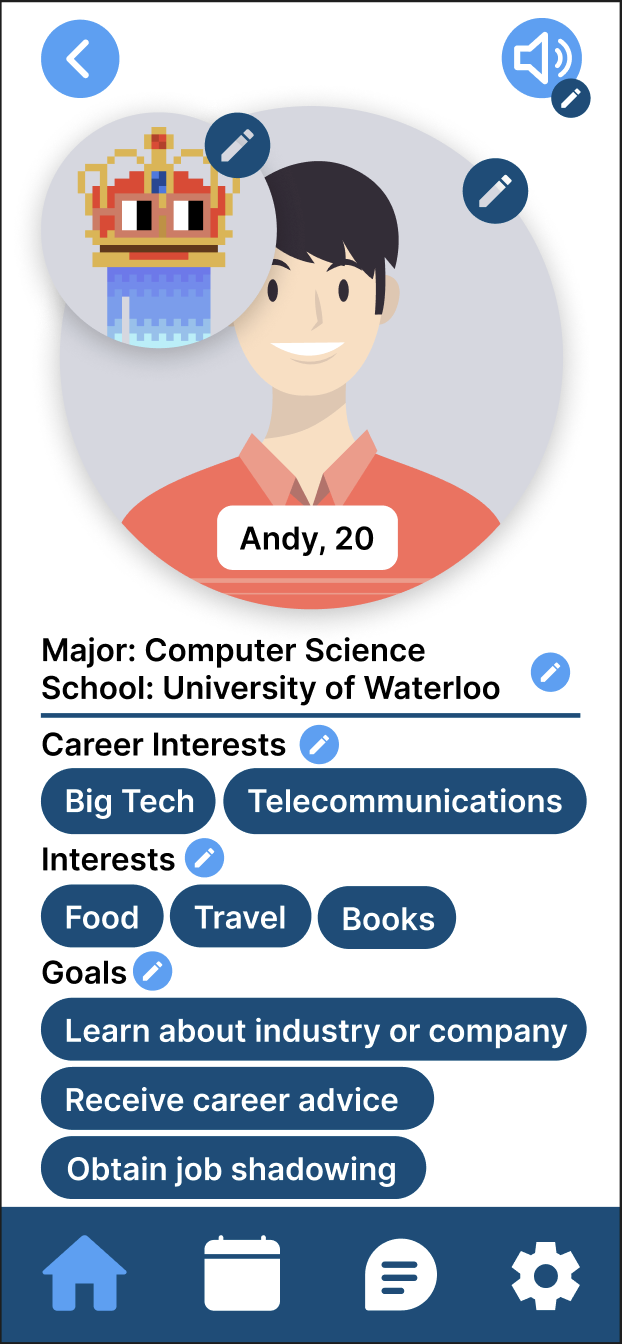 Andy, 20
Major: Computer Science
School: University of Waterloo
Career Interests
Big Tech
Telecommunications
Interests
Food
Travel
Books
Goals
Learn about industry or company
Receive career advice
Obtain job shadowing